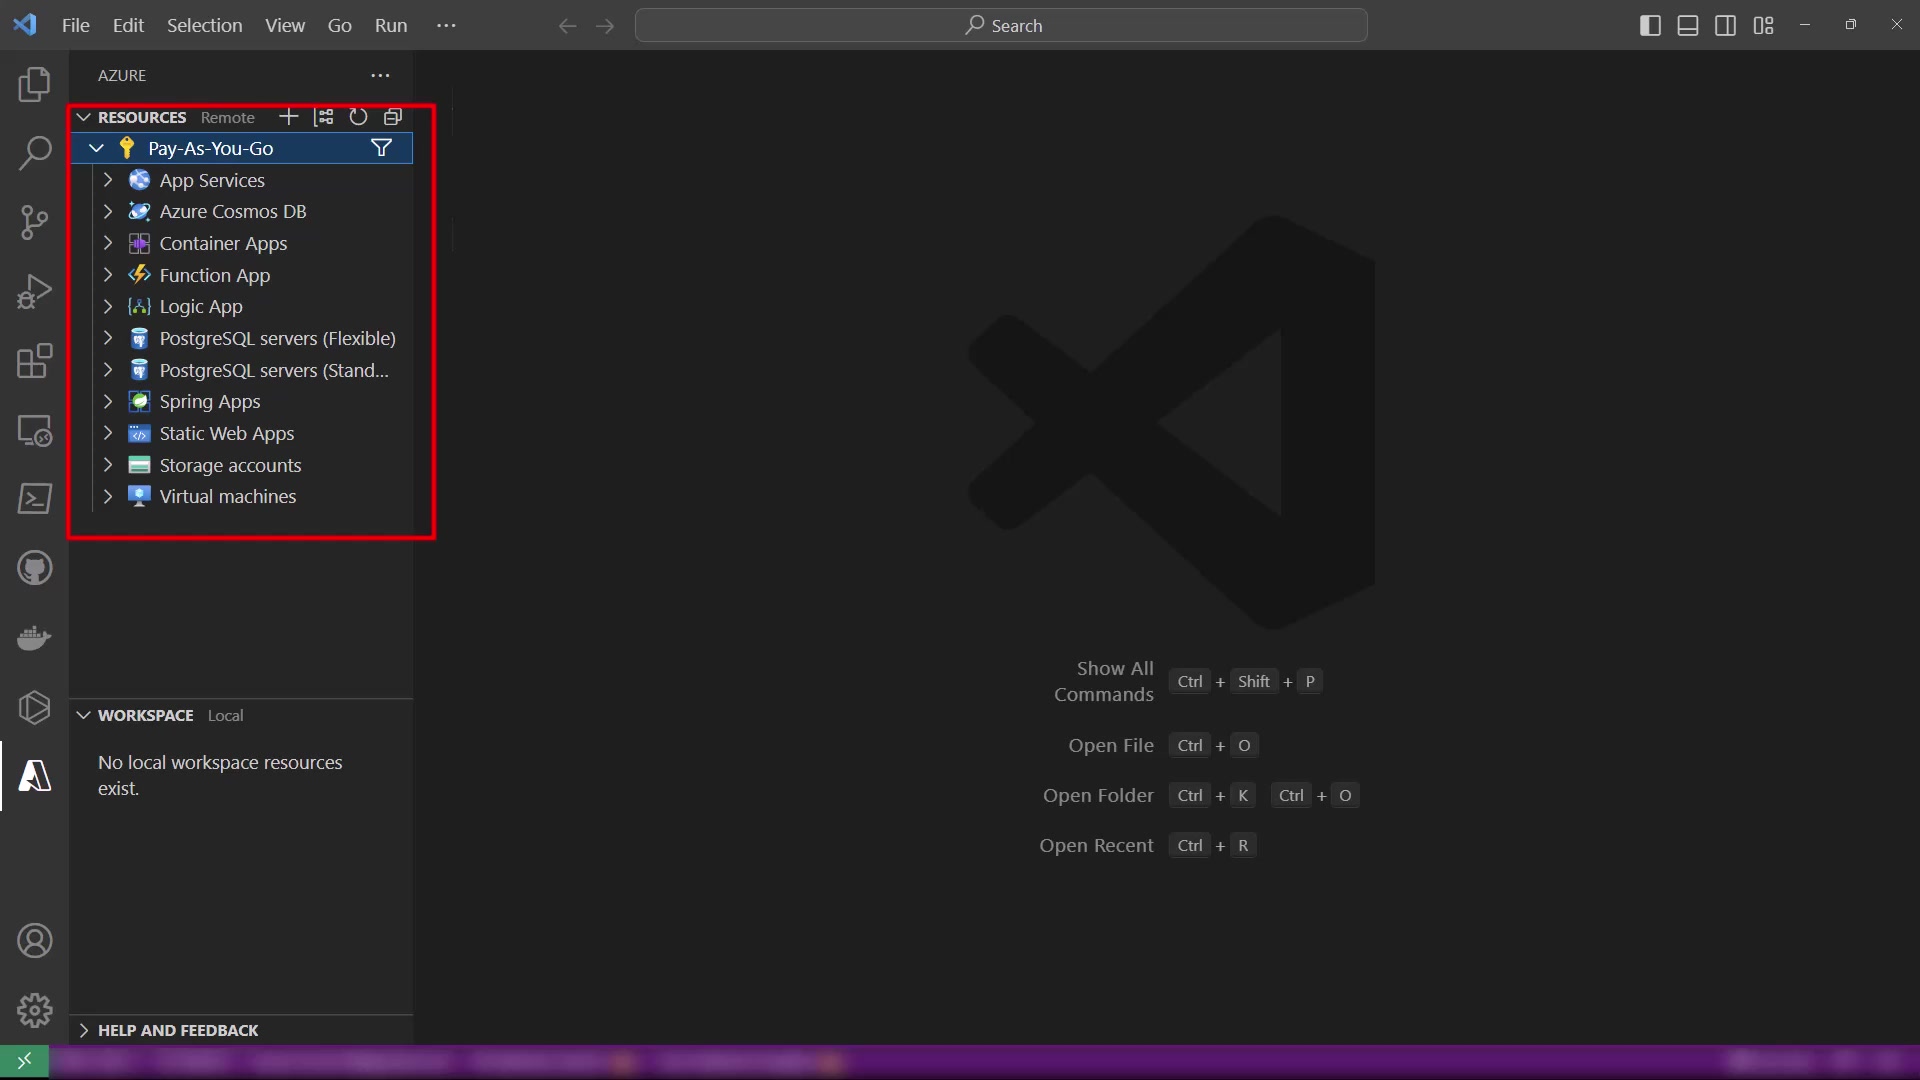 File Edit Selection View Go Run ···
Search
AZURE ···
RESOURCES Remote
Pay-As-You-Go
App Services
Azure Cosmos DB
Container Apps
Function App
Logic App
PostgreSQL servers (Flexible)
PostgreSQL servers (Stand...
Spring Apps
Static Web Apps
Storage accounts
Virtual machines
Show All Commands Ctrl + Shift + P
Open File Ctrl + O
Open Folder Ctrl + K Ctrl + O
Open Recent Ctrl + R
WORKSPACE Local
No local workspace resources
exist.
HELP AND FEEDBACK